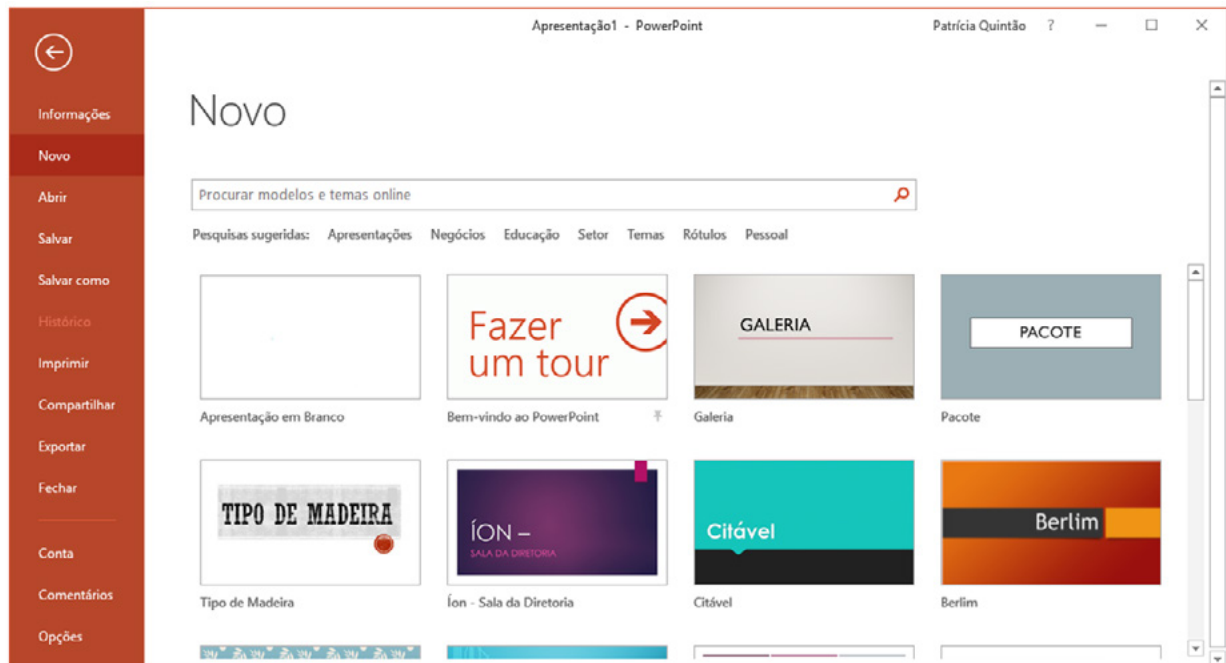 Apresentação1 - PowerPoint
Patrícia Quintão ?
Informações
Novo
Abrir
Salvar
Salvar como
Histórico
Imprimir
Compartilhar
Exportar
Fechar
Conta
Comentários
Opções
Novo
Procurar modelos e temas online
Pesquisas sugeridas: Apresentações Negócios Educação Setor Temas Rótulos Pessoal
Fazer
um tour
GALERIA
PACOTE
Apresentação em Branco
Bem-vindo ao PowerPoint
Galeria
Pacote
TIPO DE MADEIRA
ÍON –
SALA DA DIRETORIA
Citável
Berlim
Tipo de Madeira
Íon - Sala da Diretoria
Citável
Berlim